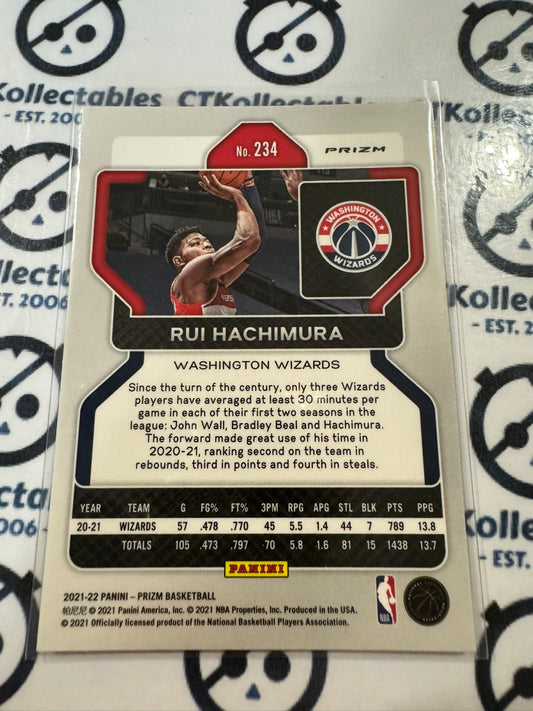 Kollectables CTKollectables
- EST. 2006
No. 234
PRIZM
WASHINGTON
WIZARDS
RUI HACHIMURA
WASHINGTON WIZARDS
Since the turn of the century, only three Wizards
players have averaged at least 30 minutes per
game in each of their first two seasons in the
league: John Wall, Bradley Beal and Hachimura.
The forward made great use of his time in
2020-21, ranking second on the team in
rebounds, third in points and fourth in steals.
YEAR TEAM G FG% FT% 3PM RPG APG STL BLK PTS PPG
20-21 WIZARDS 57 .478 .770 45 5.5 1.4 44 7 789 13.8
TOTALS 105 .473 .797 70 5.8 1.6 81 15 1438 13.7
PANINI
2021-22 PANINI – PRIZM BASKETBALL
帕尼尼 © 2021 Panini America, Inc. © 2021 NBA Properties, Inc. Produced in the USA.
© 2021 Officially licensed product of the National Basketball Players Association.
NBA